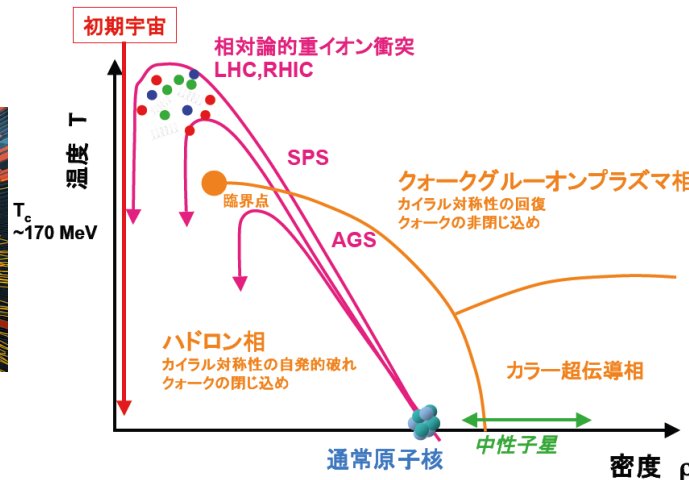 初期宇宙
相対論的重イオン衝突
LHC,RHIC
温度 T
SPS
クォークグルーオンプラズマ相
カイラル対称性の回復
クォークの非閉じ込め
臨界点
Tc
~170 MeV
AGS
ハドロン相
カイラル対称性の自発的破れ
クォークの閉じ込め
カラー超伝導相
中性子星
通常原子核
密度 ρ